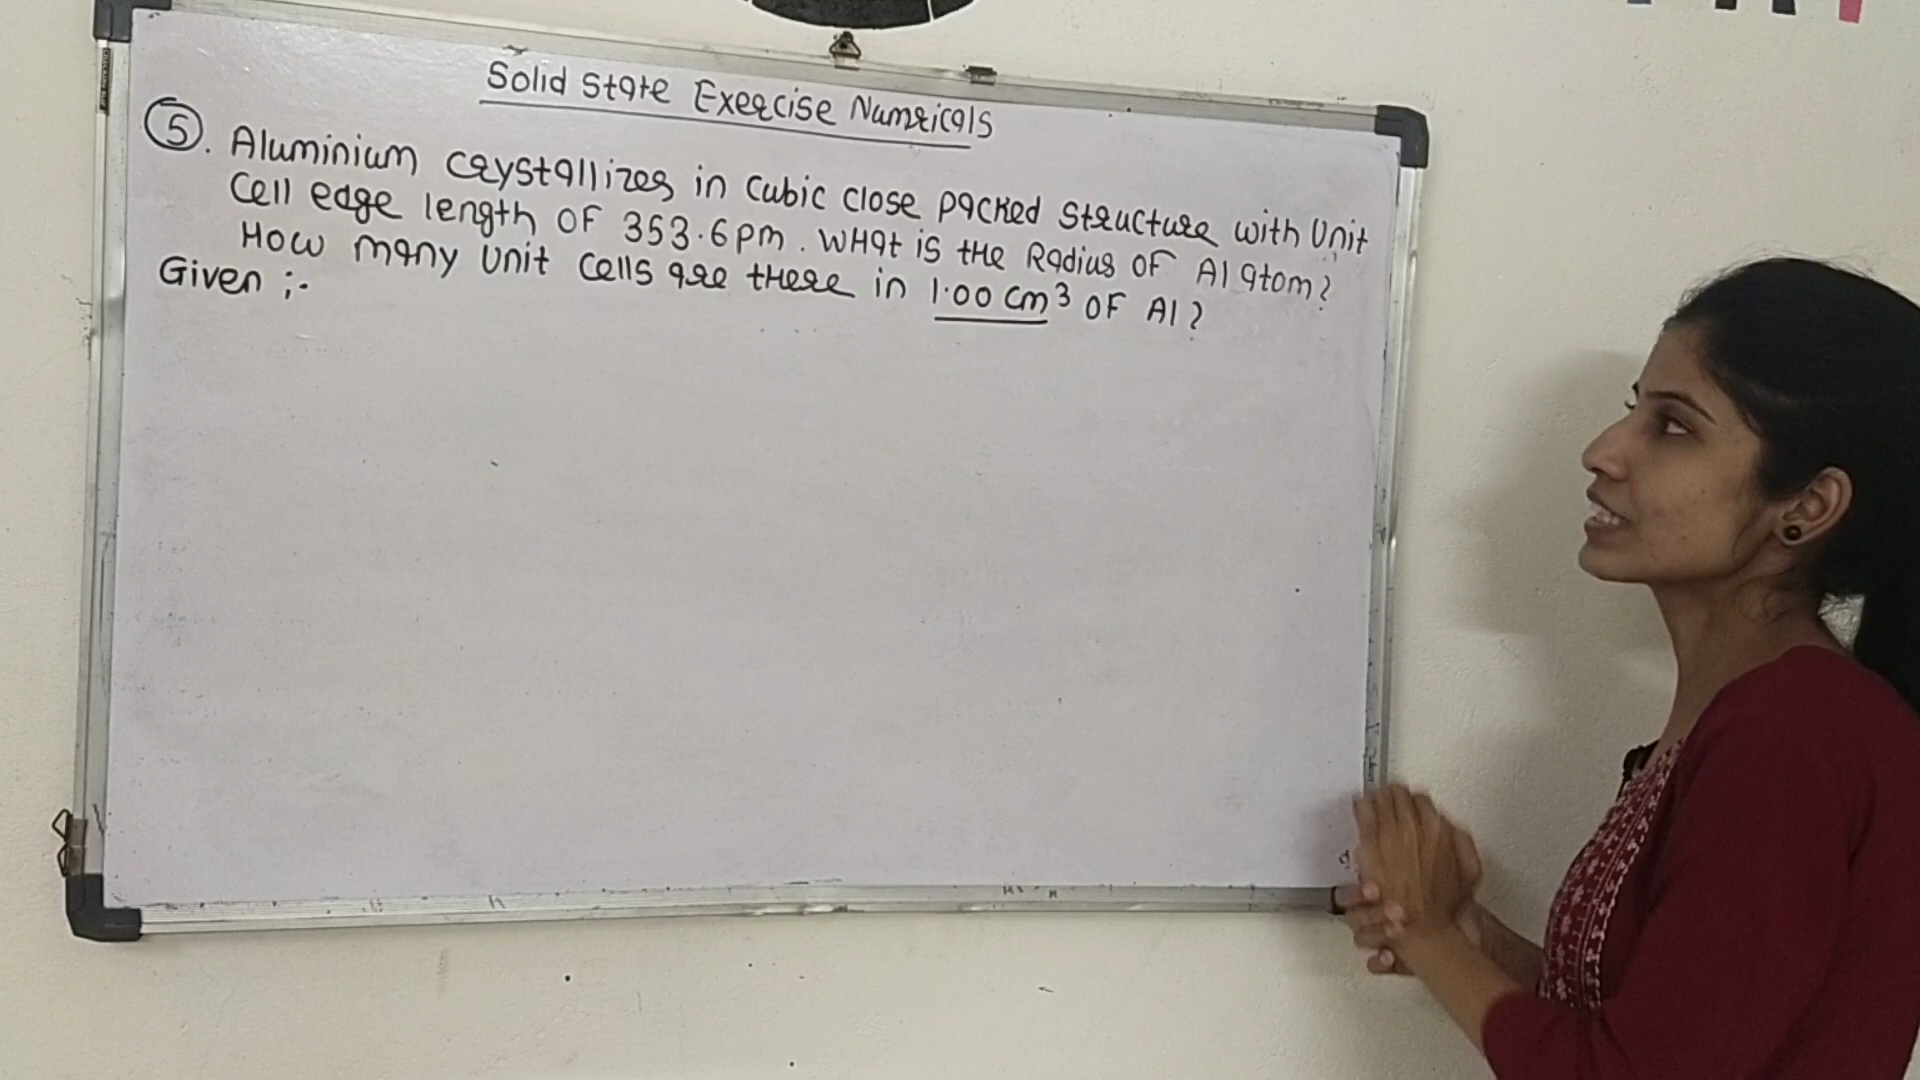 Solid State Exercise Numericals
5. Aluminium crystallizes in cubic close packed structure with Unit
Cell edge length of 353.6pm. What is the Radius of Al atom?
How many unit cells are there in 1.00 cm³ of Al?
Given :-